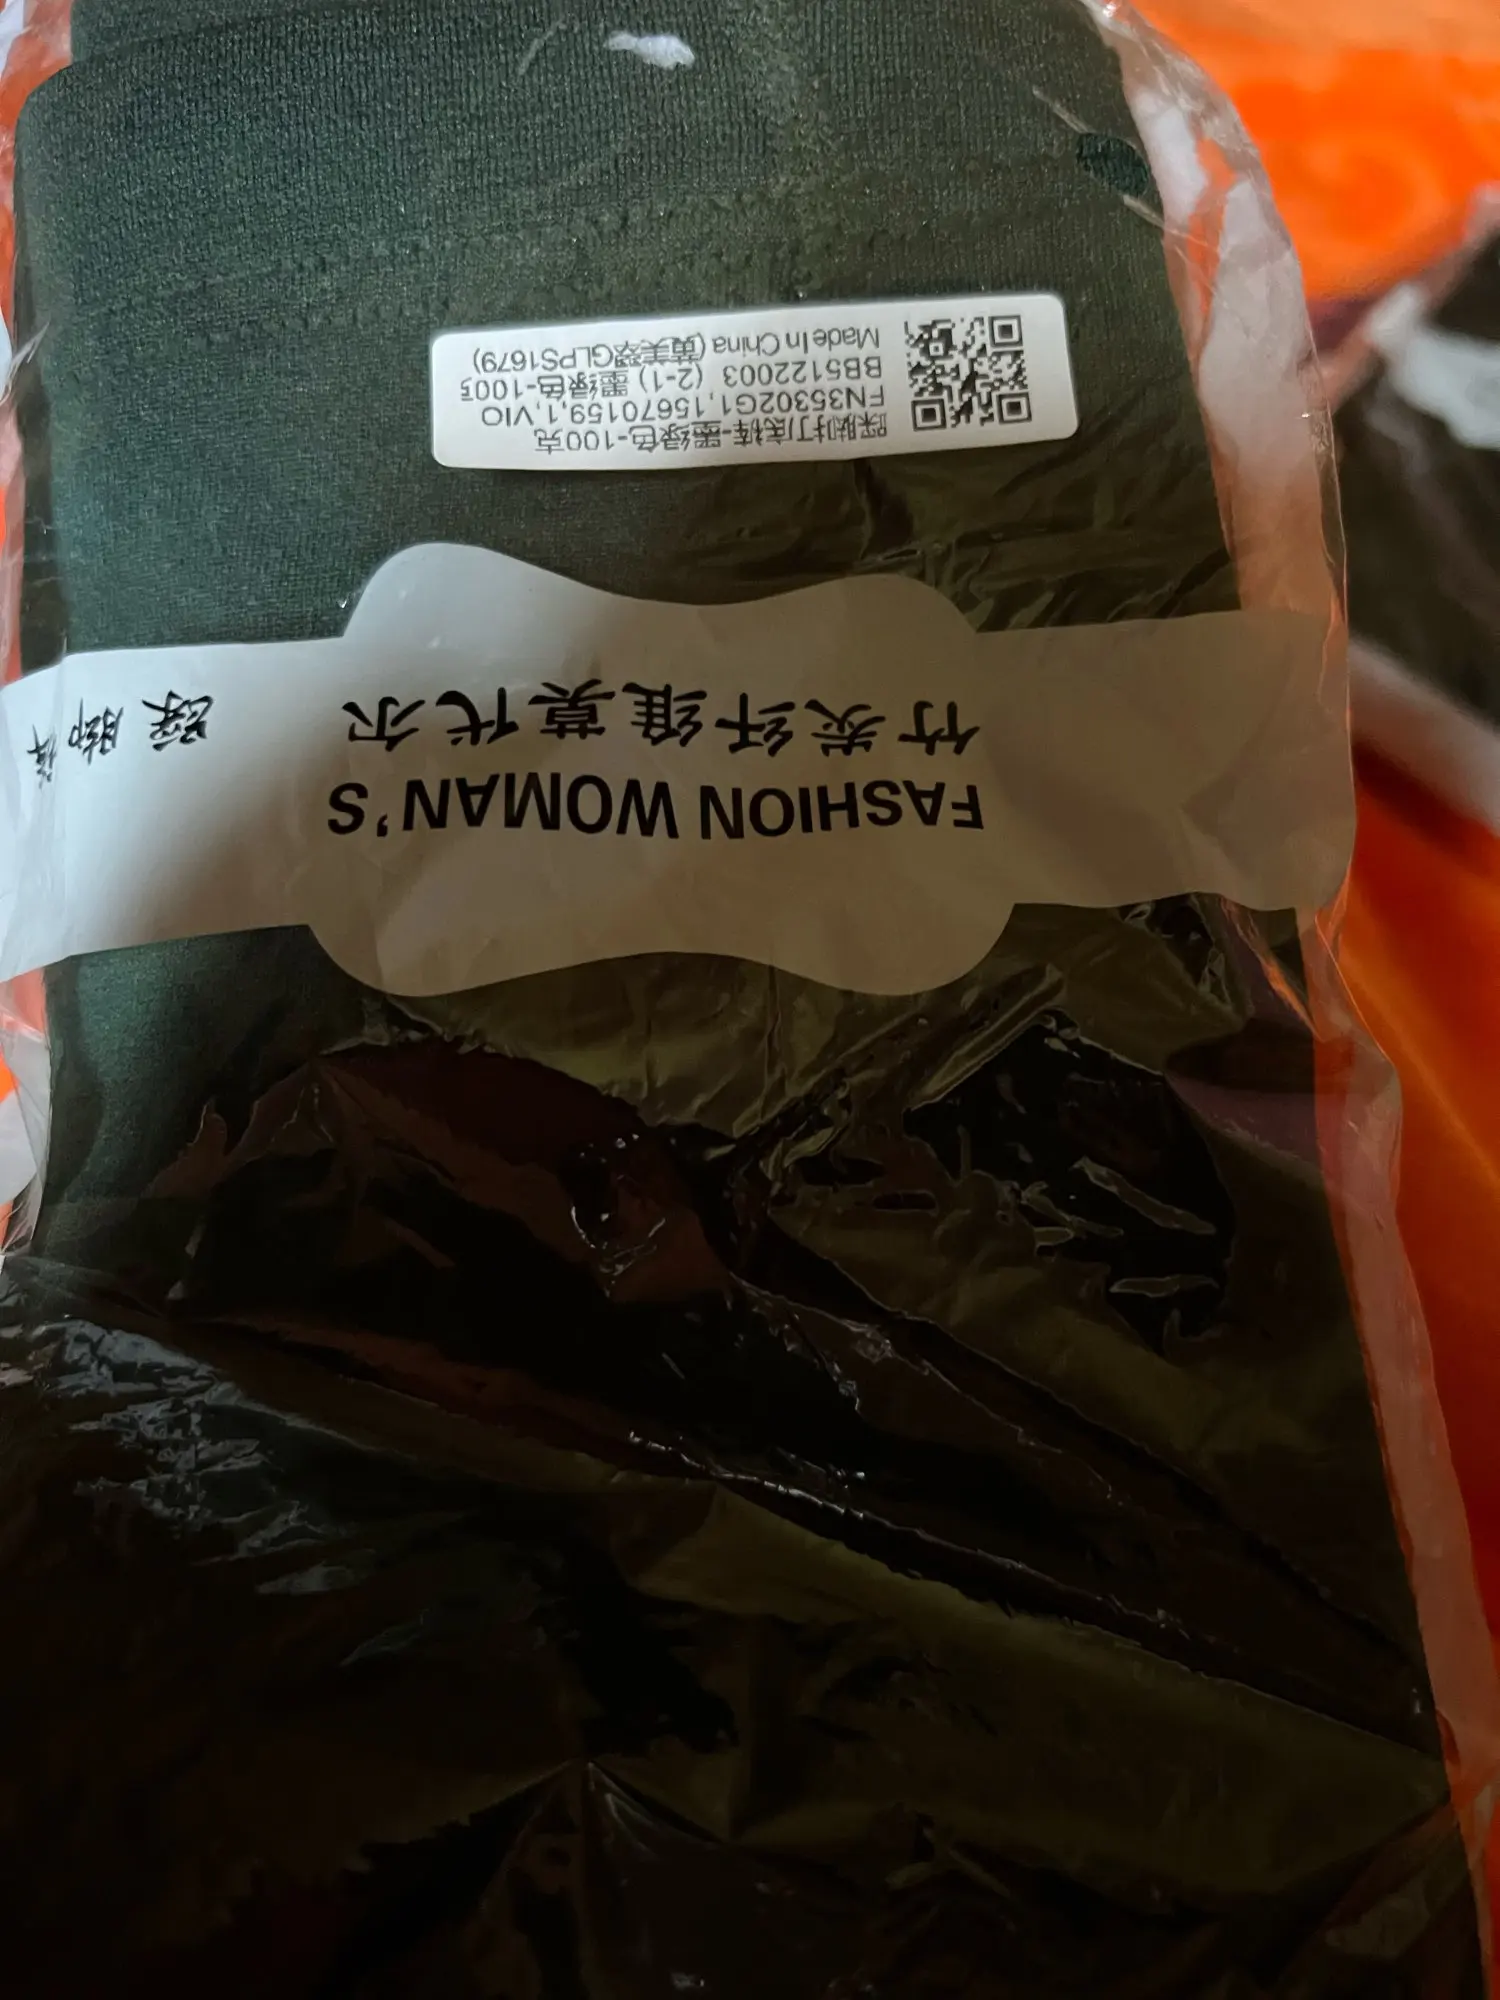 踩脚打底裤-墨绿色-100克
FN35302G1,15670159,1,VIO
BB5122003 (2-1) 墨绿色-100克
Made In China (黄美翠GLPS1679)
FASHION WOMAN'S
竹炭纤维莫代尔
踩脚裤